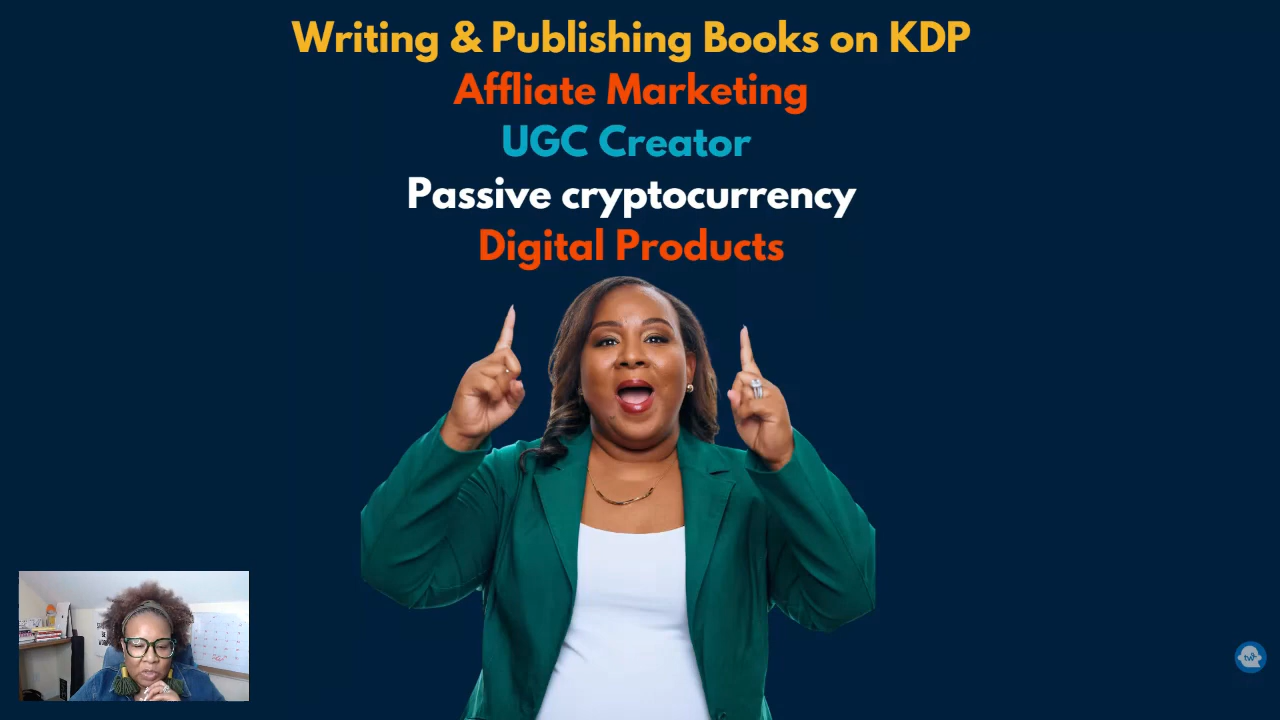 Writing & Publishing Books on KDP
Affliate Marketing
UGC Creator
Passive cryptocurrency
Digital Products